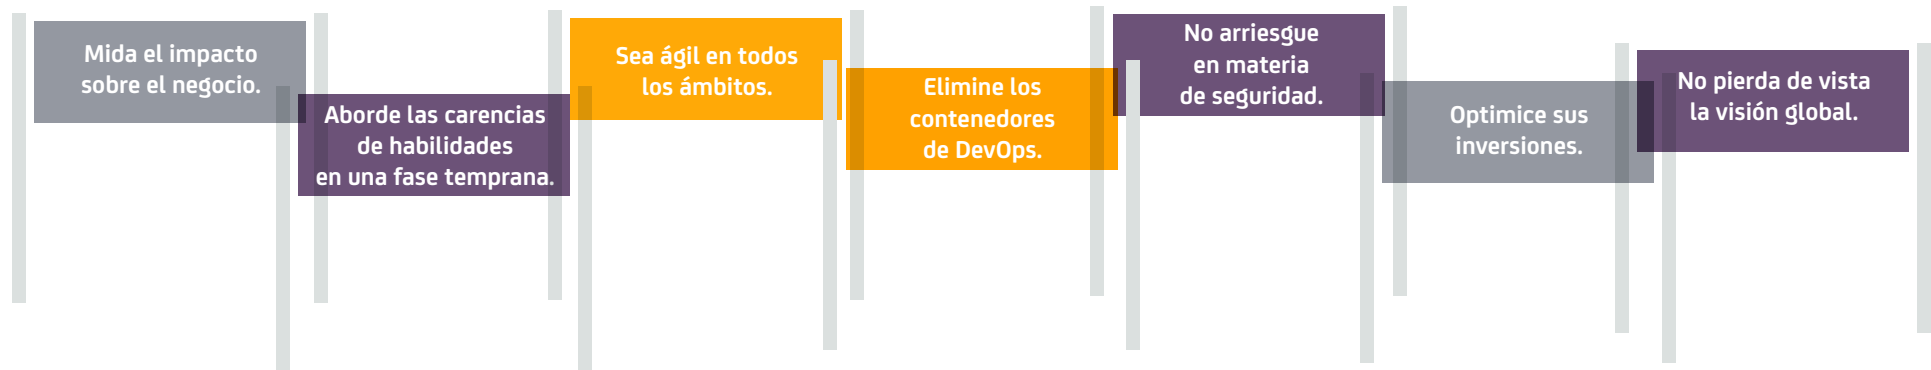 Mida el impacto
sobre el negocio.
Aborde las carencias
de habilidades
en una fase temprana.
Sea ágil en todos
los ámbitos.
Elimine los
contenedores
de DevOps.
No arriesgue
en materia
de seguridad.
Optimice sus
inversiones.
No pierda de vista
la visión global.